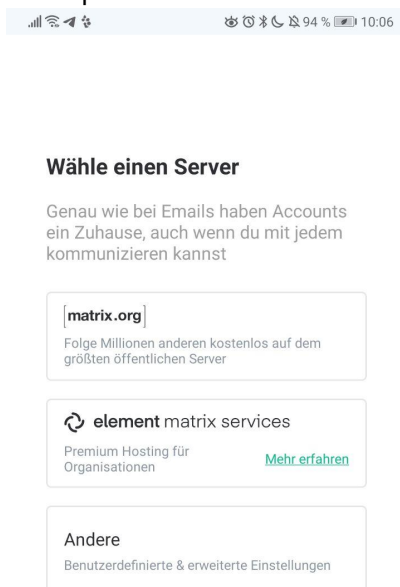 94 % 10:06
Wähle einen Server
Genau wie bei Emails haben Accounts
ein Zuhause, auch wenn du mit jedem
kommunizieren kannst
[matrix.org]
Folge Millionen anderen kostenlos auf dem
größten öffentlichen Server
element matrix services
Premium Hosting für
Organisationen
Mehr erfahren
Andere
Benutzerdefinierte & erweiterte Einstellungen